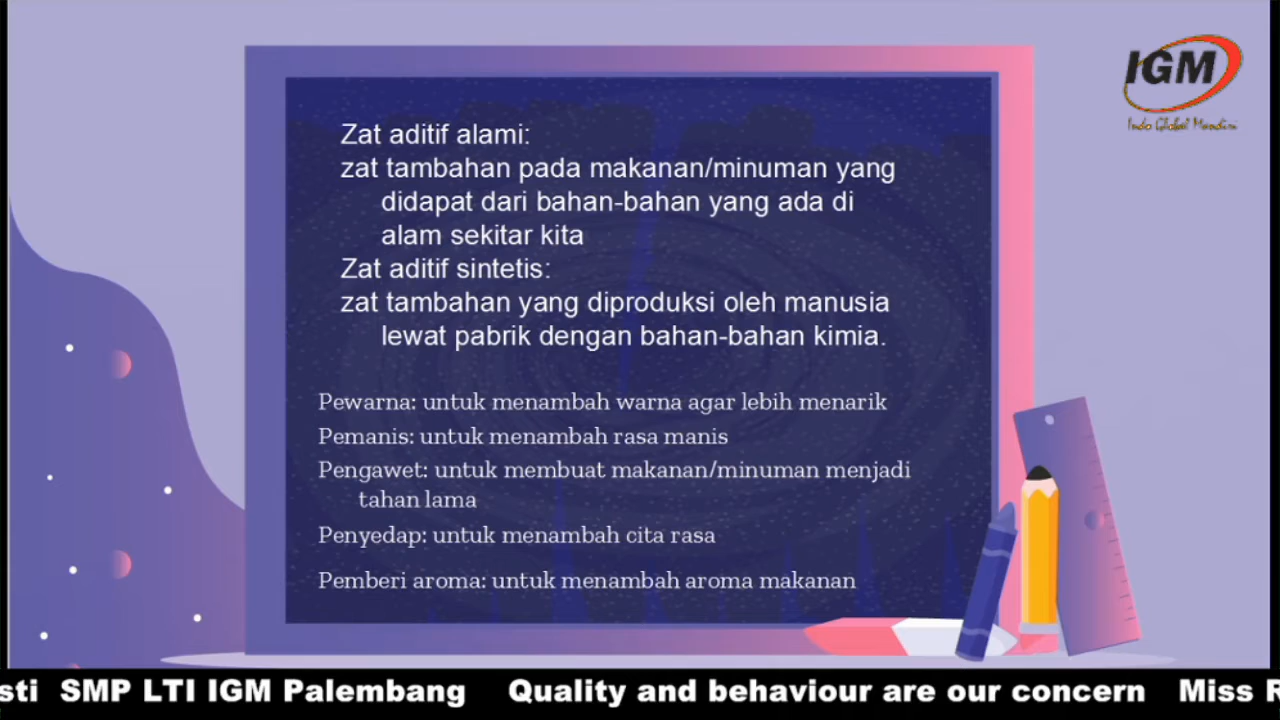 IGM
Indo Global Mandiri
Zat aditif alami:
zat tambahan pada makanan/minuman yang
didapat dari bahan-bahan yang ada di
alam sekitar kita
Zat aditif sintetis:
zat tambahan yang diproduksi oleh manusia
lewat pabrik dengan bahan-bahan kimia.
Pewarna: untuk menambah warna agar lebih menarik
Pemanis: untuk menambah rasa manis
Pengawet: untuk membuat makanan/minuman menjadi
tahan lama
Penyedap: untuk menambah cita rasa
Pemberi aroma: untuk menambah aroma makanan
sti SMP LTI IGM Palembang Quality and behaviour are our concern Miss R